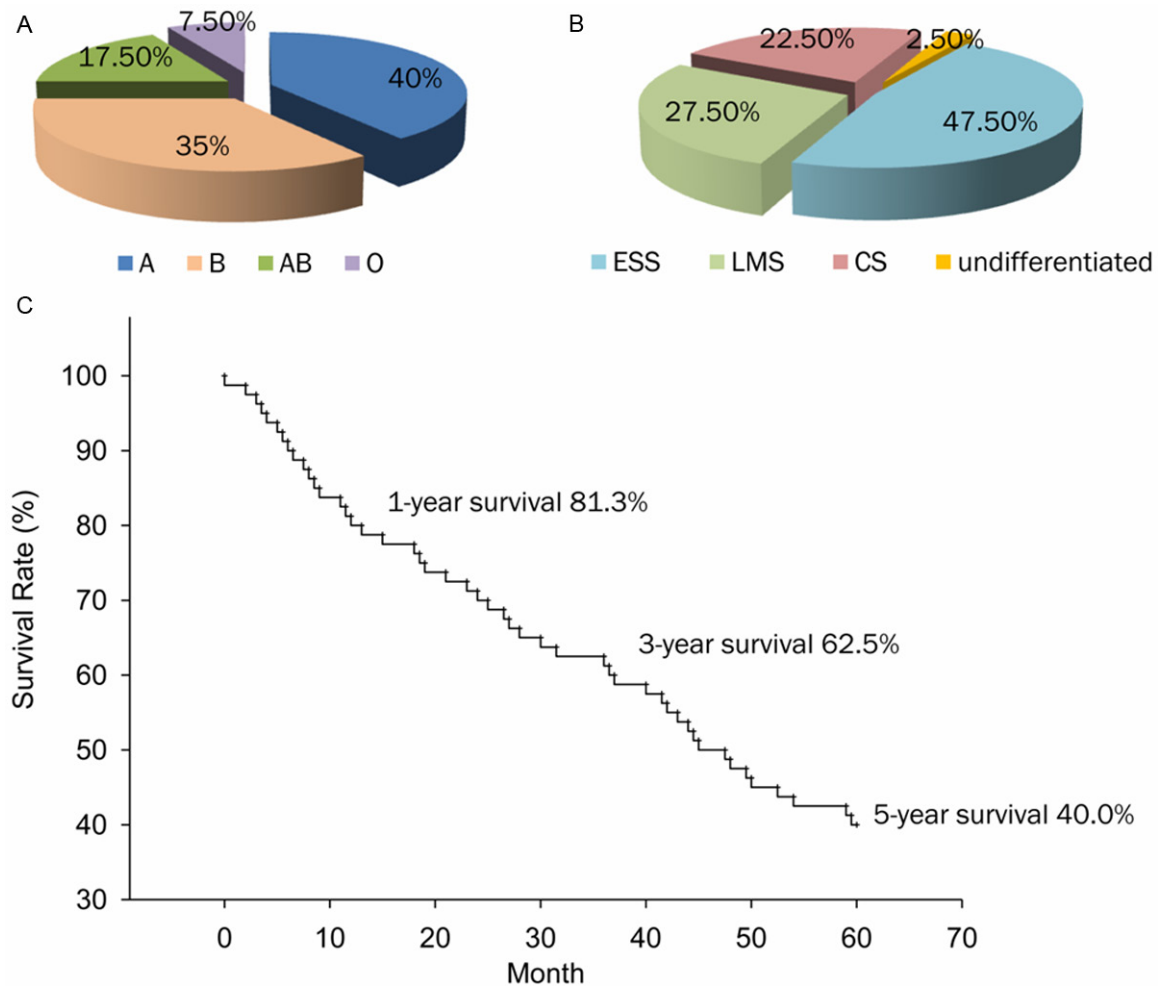 A
7.50%
17.50%
40%
35%
A B AB O
B
22.50%
2.50%
27.50%
47.50%
ESS LMS CS undifferentiated
C
100
90
80
70
60
50
40
30
Survival Rate (%)
1-year survival 81.3%
3-year survival 62.5%
5-year survival 40.0%
0 10 20 30 40 50 60 70
Month